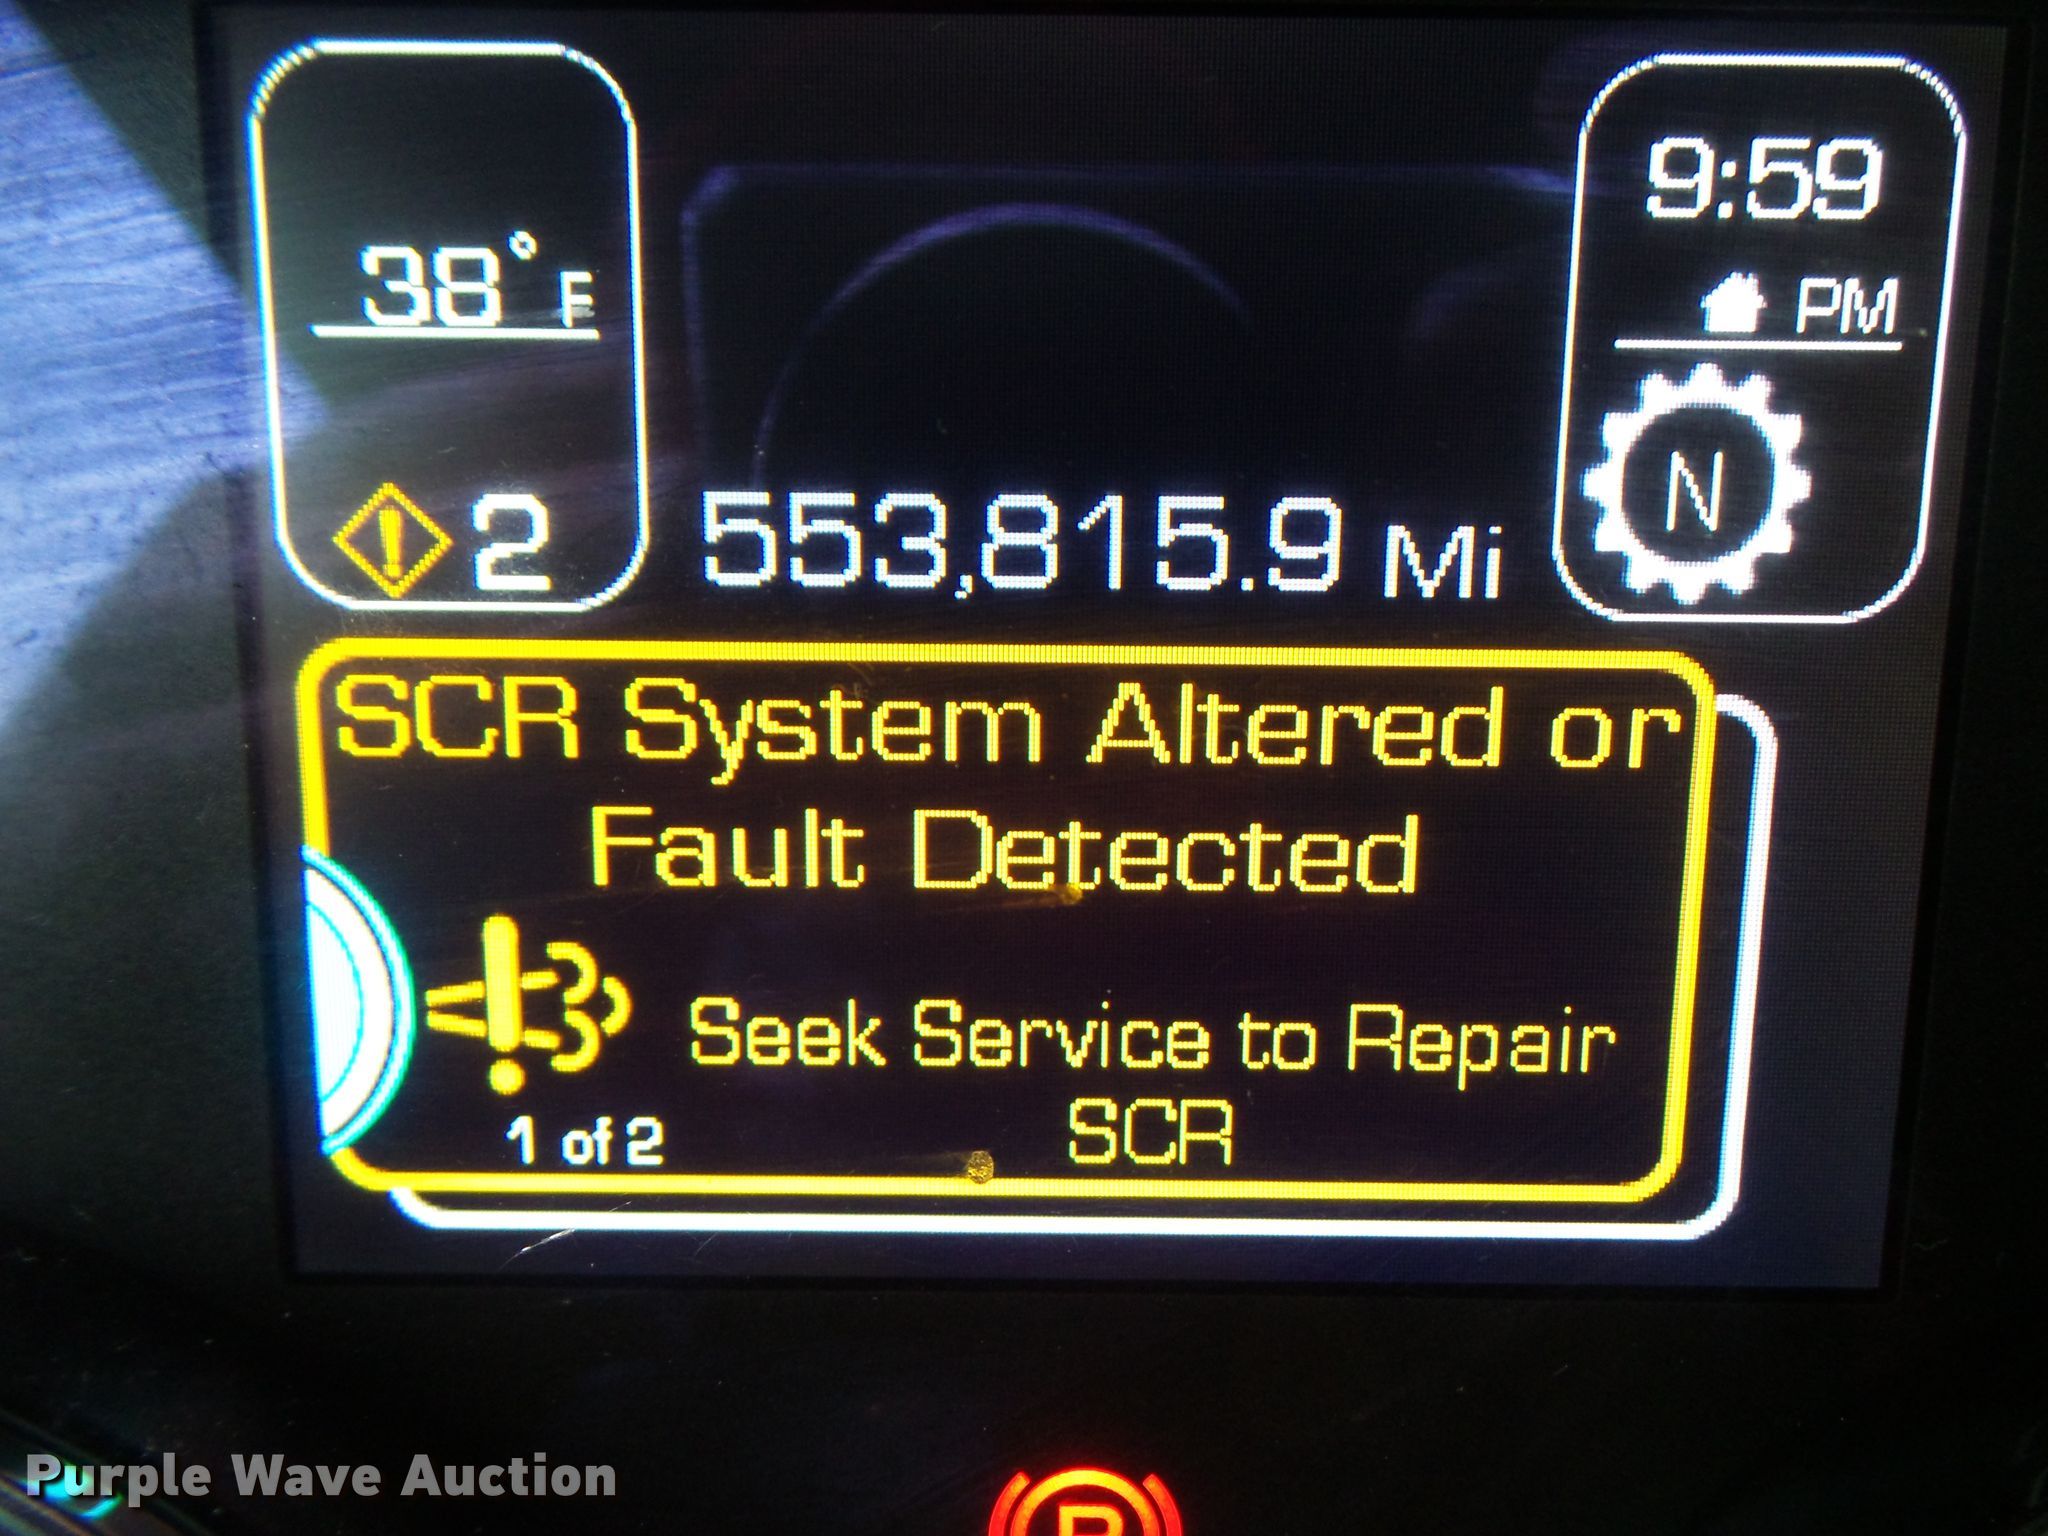 38° F
2
553,815.9 Mi
9:59
PM
N
SCR System Altered or
Fault Detected
Seek Service to Repair
SCR
1 of 2
P
Purple Wave Auction